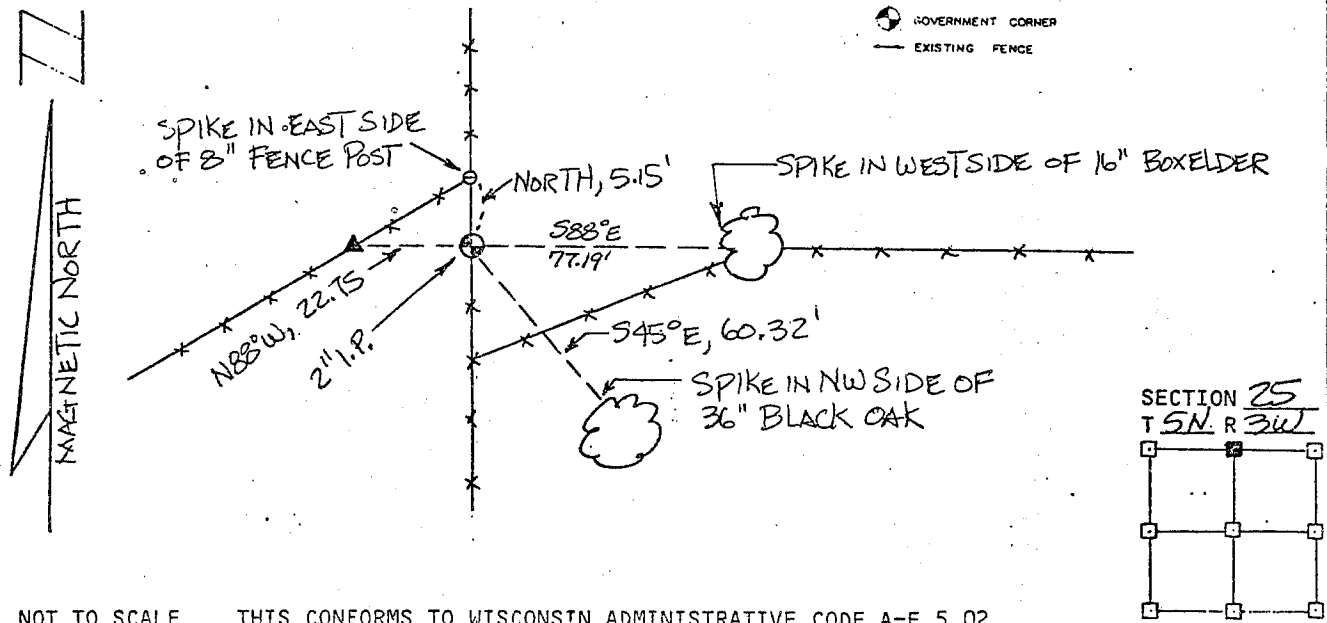 GOVERNMENT CORNER
EXISTING FENCE
SPIKE IN EAST SIDE
OF 8" FENCE POST
NORTH, 5.15'
SPIKE IN WEST SIDE OF 16" BOXELDER
S88°E
77.19'
MAGNETIC NORTH
N88°W, 22.75
2" I.P.
S45°E, 60.32'
SPIKE IN NW SIDE OF
36" BLACK OAK
SECTION 25
T 5N. R 3W
NOT TO SCALE THIS CONFORMS TO WISCONSIN ADMINISTRATIVE CODE A-E 5.02